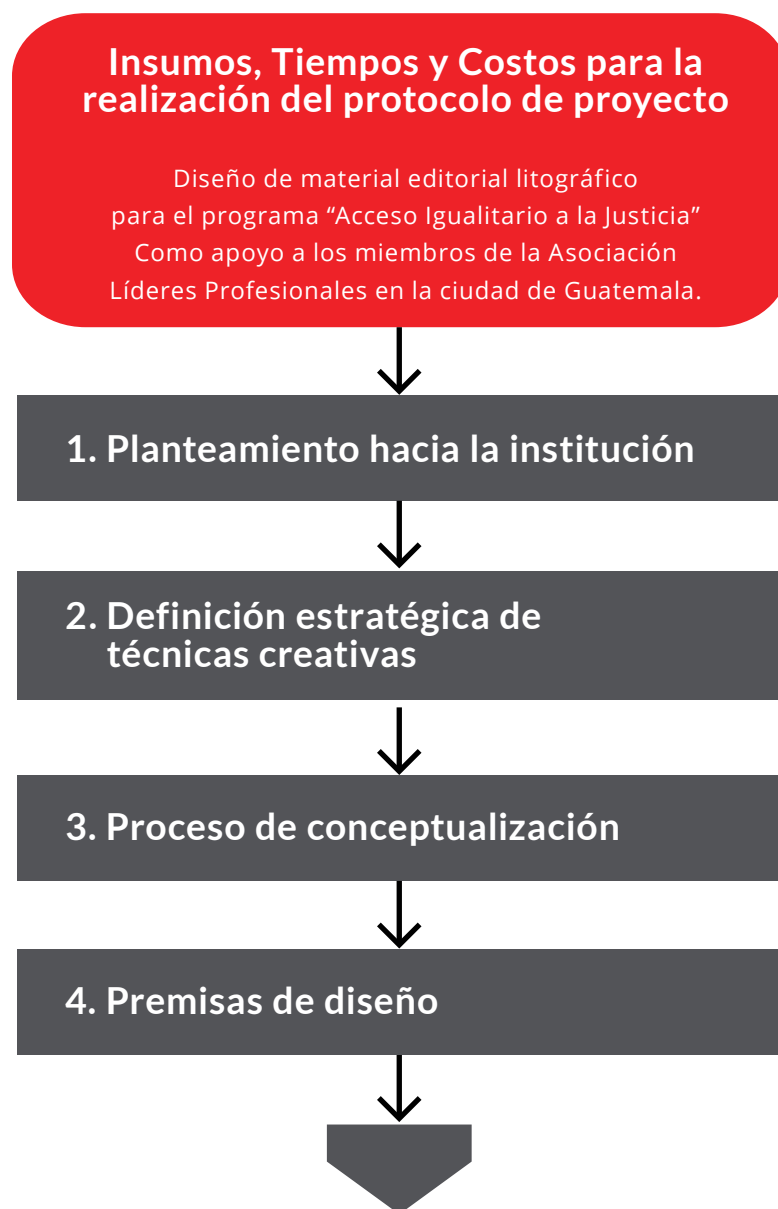 Insumos, Tiempos y Costos para la
realización del protocolo de proyecto
Diseño de material editorial litográfico
para el programa “Acceso Igualitario a la Justicia”
Como apoyo a los miembros de la Asociación
Líderes Profesionales en la ciudad de Guatemala.
1. Planteamiento hacia la institución
2. Definición estratégica de
técnicas creativas
3. Proceso de conceptualización
4. Premisas de diseño